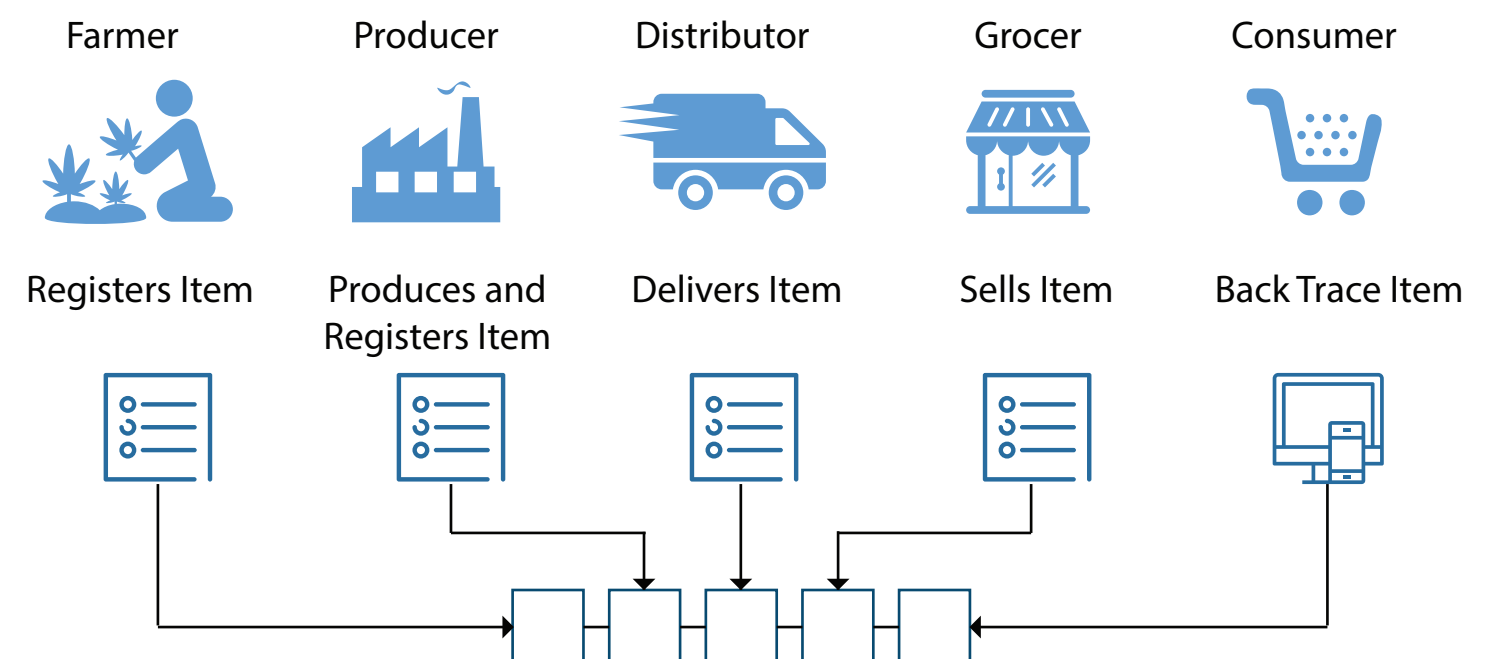 Farmer
Producer
Distributor
Grocer
Consumer
Registers Item
Produces and
Registers Item
Delivers Item
Sells Item
Back Trace Item